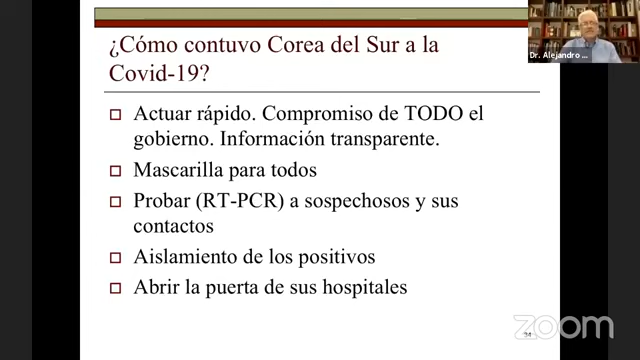 ¿Cómo contuvo Corea del Sur a la
Covid-19?
Actuar rápido. Compromiso de TODO el
gobierno. Información transparente.
Mascarilla para todos
Probar (RT-PCR) a sospechosos y sus
contactos
Aislamiento de los positivos
Abrir la puerta de sus hospitales
Dr. Alejandro ...
34
zoom